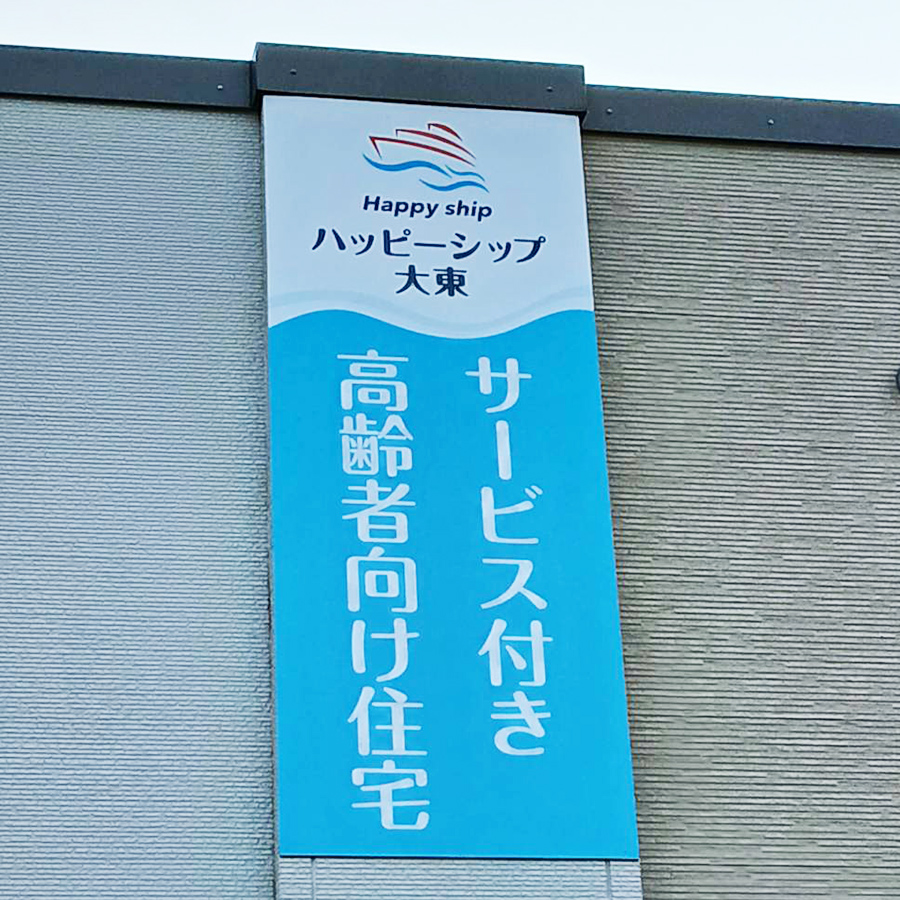 Happy ship
ハッピーシップ
大東
サービス付き
高齢者向け住宅